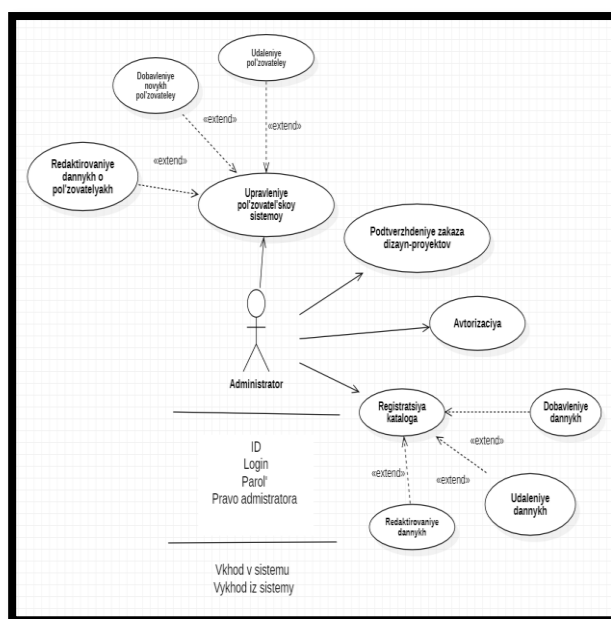 Udaleniye
pol'zovateley
Dobavleniye
novykh
pol'zovateley
«extend»
«extend»
Redaktirovaniye
dannykh o
pol'zovatelyakh
«extend»
Upravleniye
pol'zovatel'skoy
sistemoy
Podtverzhdeniye zakaza
dizayn-proyektov
Avtorizaciya
Administrator
Registratsiya
kataloga
Dobavleniye
dannykh
«extend»
ID
Login
Parol'
Pravo admistratora
«extend»
«extend»
Udaleniye
dannykh
Redaktirovaniye
dannykh
Vkhod v sistemu
Vykhod iz sistemy